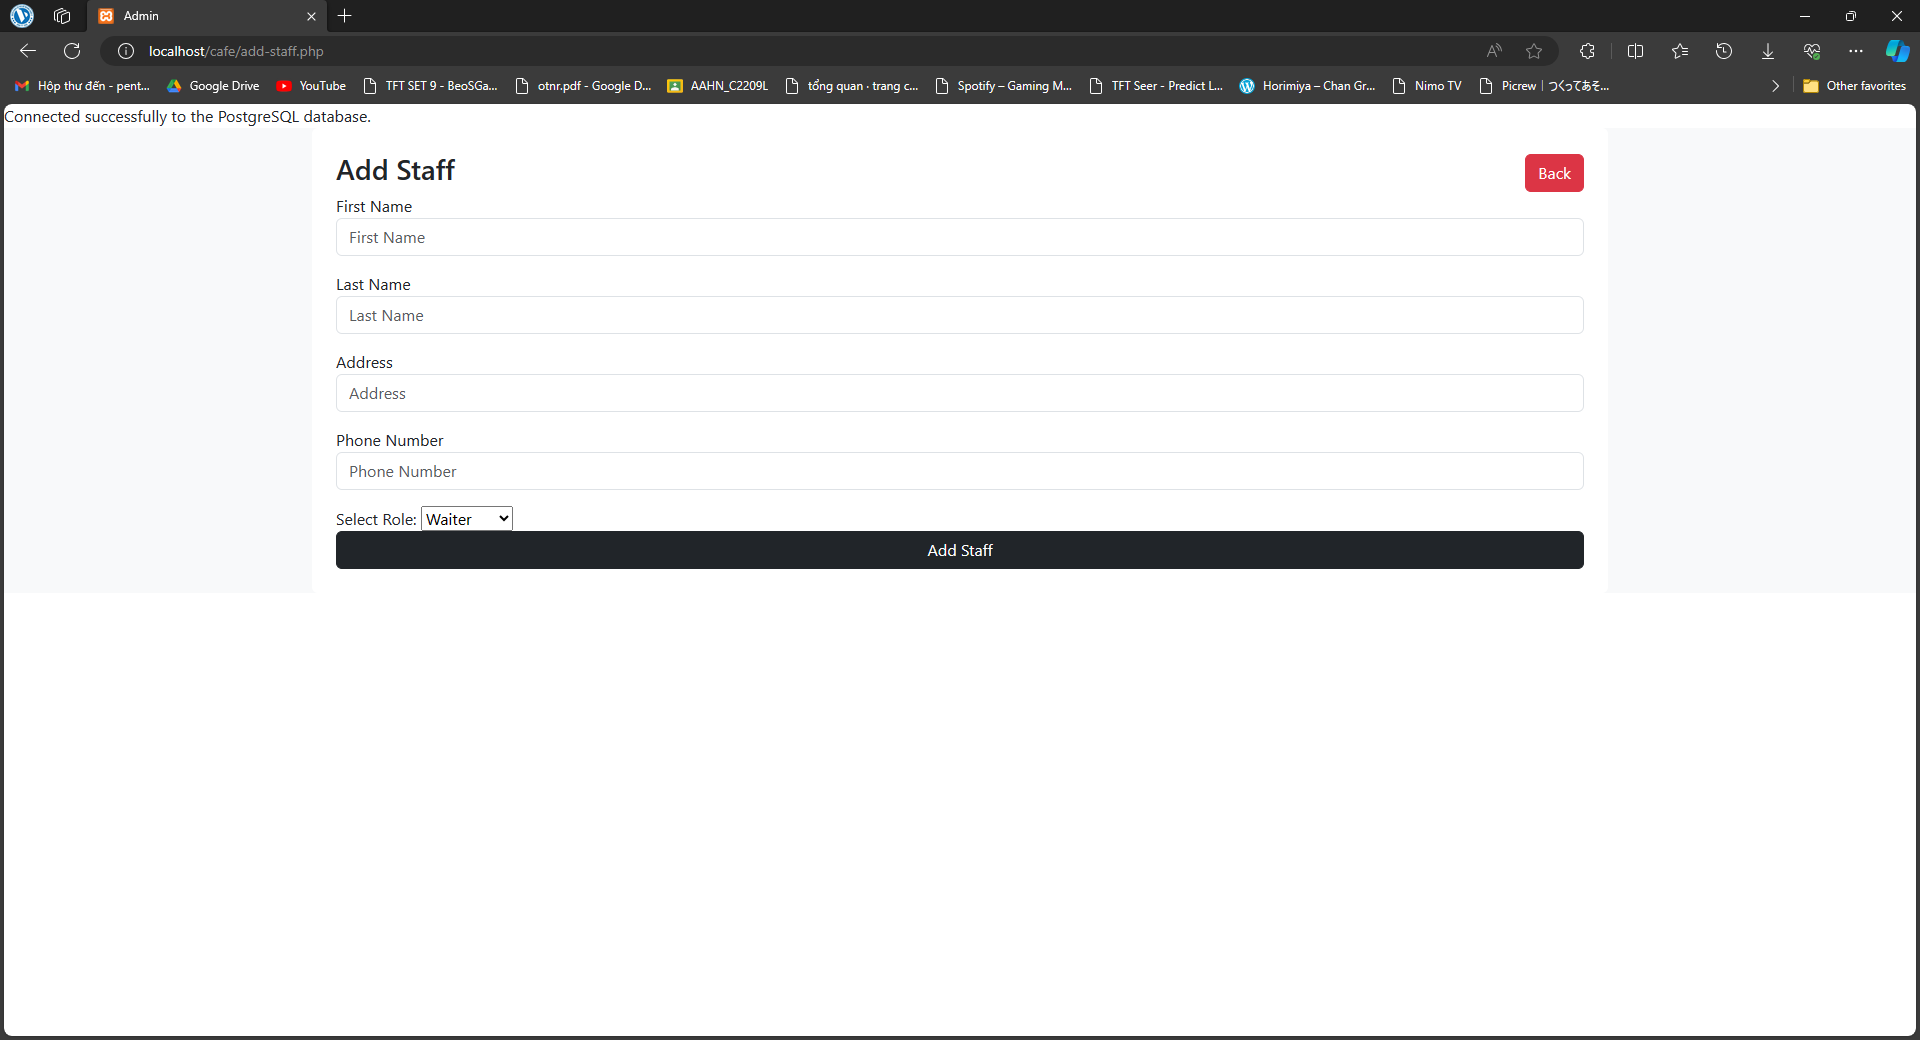 Admin
localhost/cafe/add-staff.php
Hộp thư đến - pent...
Google Drive
YouTube
TFT SET 9 - BeoSGa...
otnr.pdf - Google D...
AAHN_C2209L
tổng quan · trang c...
Spotify – Gaming M...
TFT Seer - Predict L...
Horimiya – Chan Gr...
Nimo TV
Picrew | つくってあそ...
Other favorites
Connected successfully to the PostgreSQL database.
Add Staff
Back
First Name
First Name
Last Name
Last Name
Address
Address
Phone Number
Phone Number
Select Role: Waiter
Add Staff